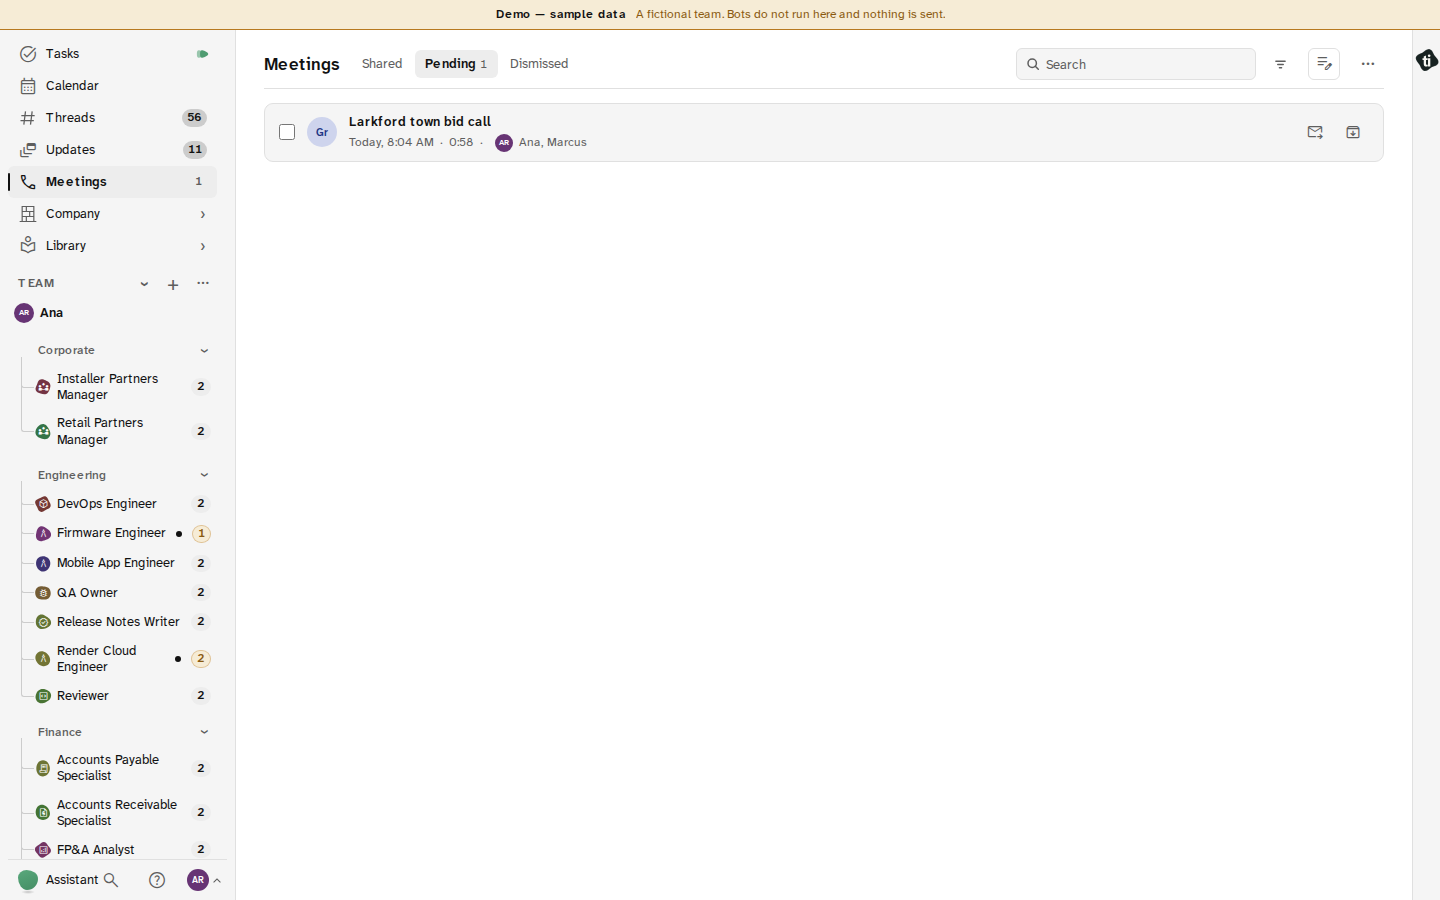 Demo — sample data A fictional team. Bots do not run here and nothing is sent.
Tasks
Calendar
Threads 56
Updates 11
Meetings 1
Company
Library
TEAM
AR Ana
Corporate
Installer Partners Manager 2
Retail Partners Manager 2
Engineering
DevOps Engineer 2
Firmware Engineer 1
Mobile App Engineer 2
QA Owner 2
Release Notes Writer 2
Render Cloud Engineer 2
Reviewer 2
Finance
Accounts Payable Specialist 2
Accounts Receivable Specialist 2
FP&A Analyst 2
Assistant AR
Meetings Shared Pending 1 Dismissed Search
Gr Larkford town bid call
Today, 8:04 AM · 0:58 · AR Ana, Marcus
ti